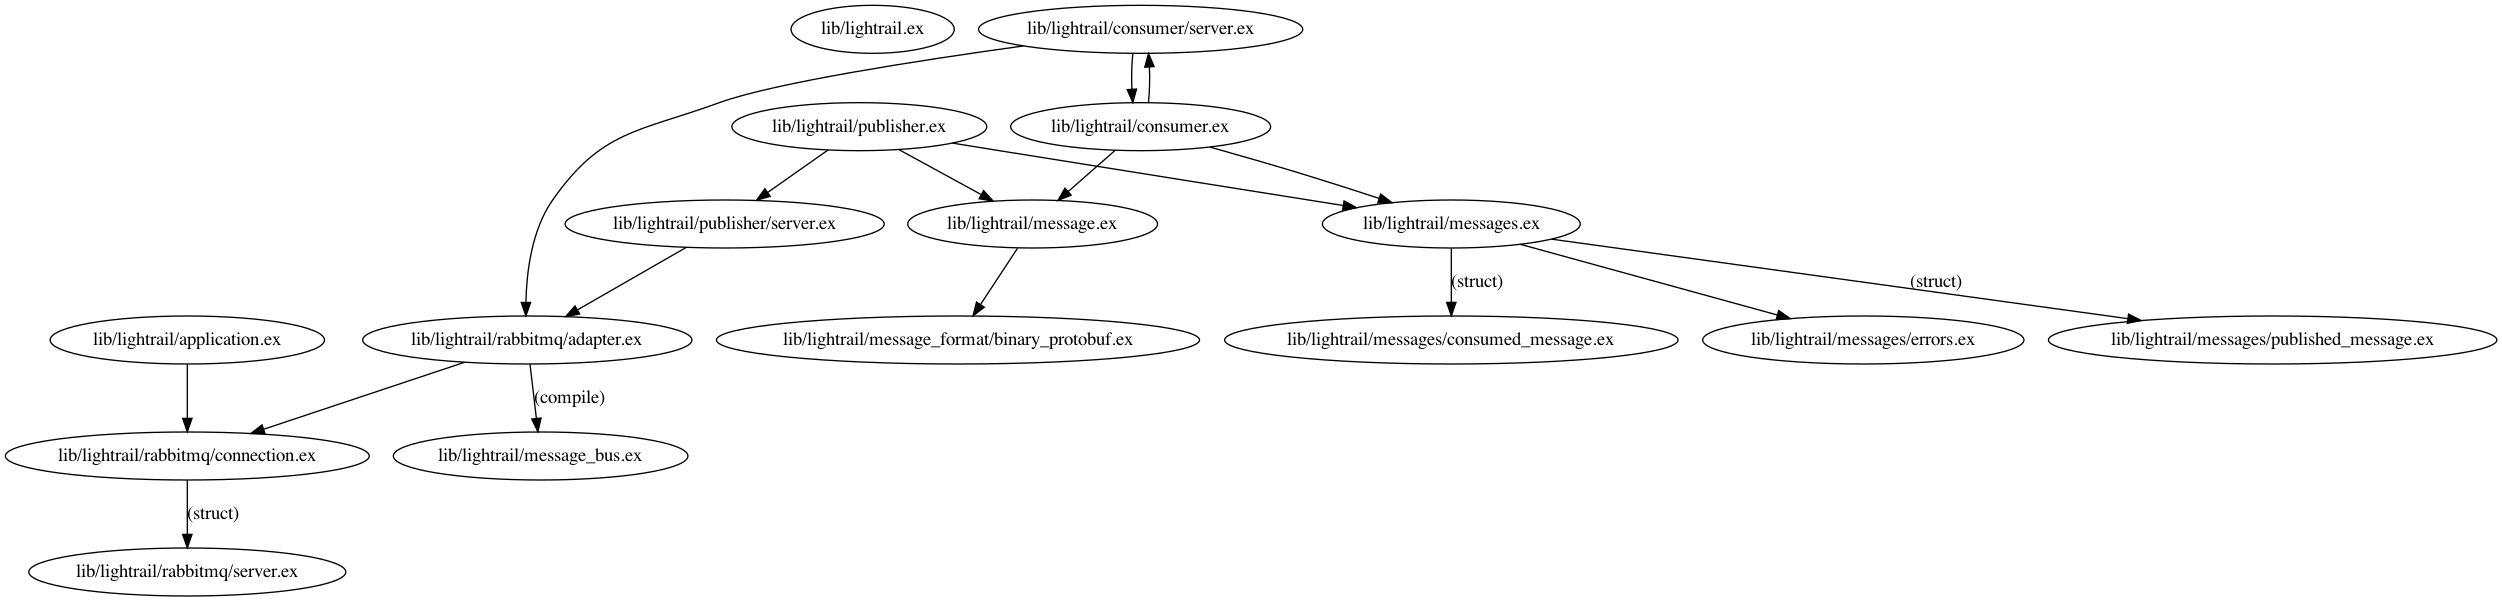 lib/lightrail.ex
lib/lightrail/consumer/server.ex
lib/lightrail/publisher.ex
lib/lightrail/consumer.ex
lib/lightrail/publisher/server.ex
lib/lightrail/message.ex
lib/lightrail/messages.ex
(struct)
(struct)
lib/lightrail/application.ex
lib/lightrail/rabbitmq/adapter.ex
lib/lightrail/message_format/binary_protobuf.ex
lib/lightrail/messages/consumed_message.ex
lib/lightrail/messages/errors.ex
lib/lightrail/messages/published_message.ex
(compile)
lib/lightrail/rabbitmq/connection.ex
lib/lightrail/message_bus.ex
(struct)
lib/lightrail/rabbitmq/server.ex